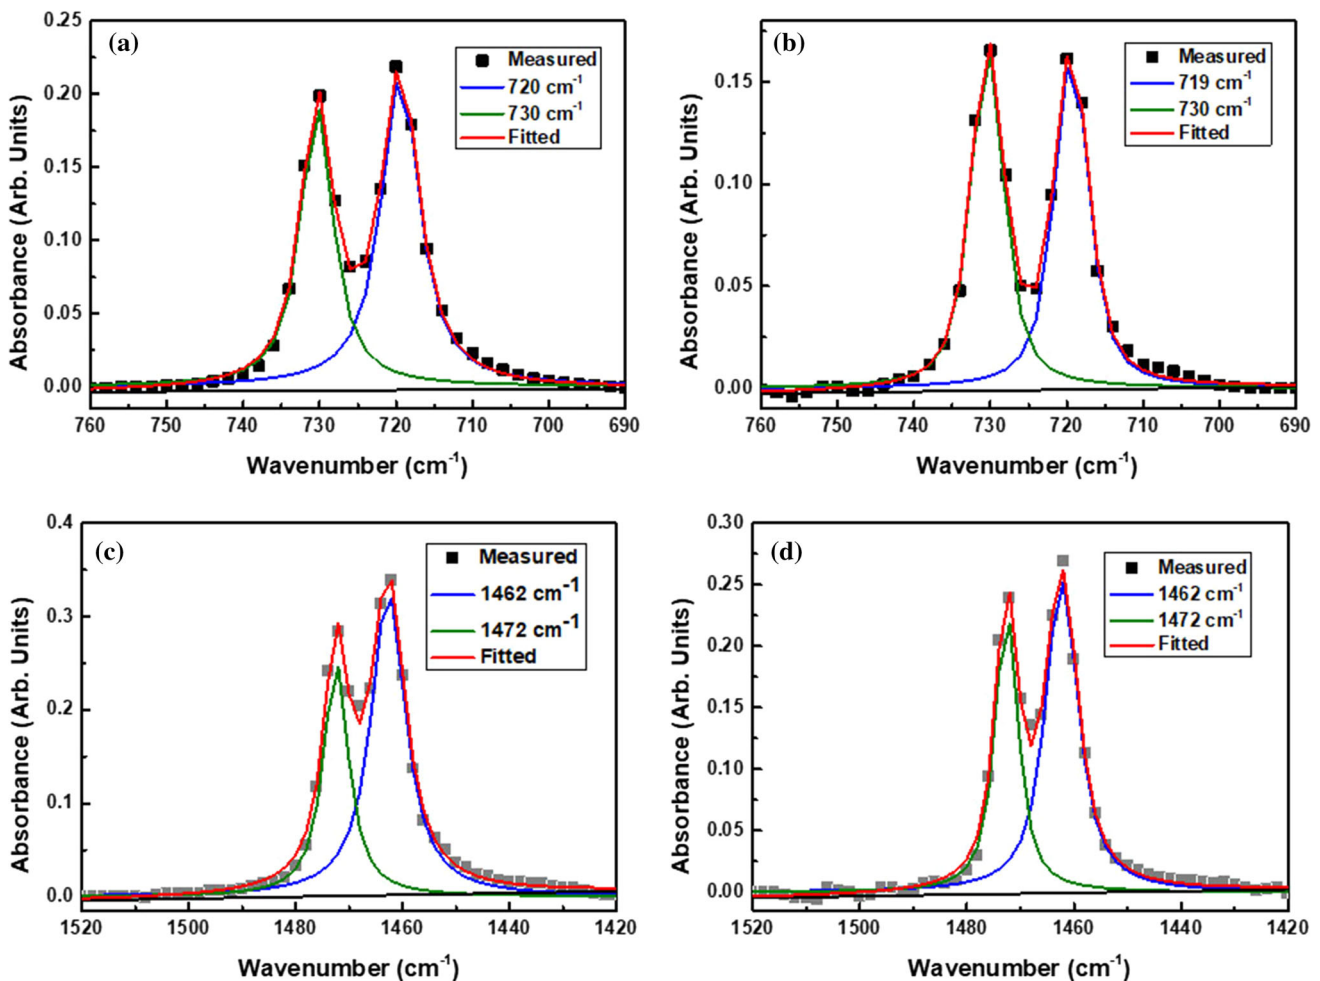 (a)
0.25
0.20
0.15
0.10
0.05
0.00
Absorbance (Arb. Units)
Measured
720 cm⁻¹
730 cm⁻¹
Fitted
760 750 740 730 720 710 700 690
Wavenumber (cm⁻¹)
(b)
0.15
0.10
0.05
0.00
Absorbance (Arb. Units)
Measured
719 cm⁻¹
730 cm⁻¹
Fitted
760 750 740 730 720 710 700 690
Wavenumber (cm⁻¹)
(c)
0.4
0.3
0.2
0.1
0.0
Absorbance (Arb. Units)
Measured
1462 cm⁻¹
1472 cm⁻¹
Fitted
1520 1500 1480 1460 1440 1420
Wavenumber (cm⁻¹)
(d)
0.30
0.25
0.20
0.15
0.10
0.05
0.00
Absorbance (Arb. Units)
Measured
1462 cm⁻¹
1472 cm⁻¹
Fitted
1520 1500 1480 1460 1440 1420
Wavenumber (cm⁻¹)